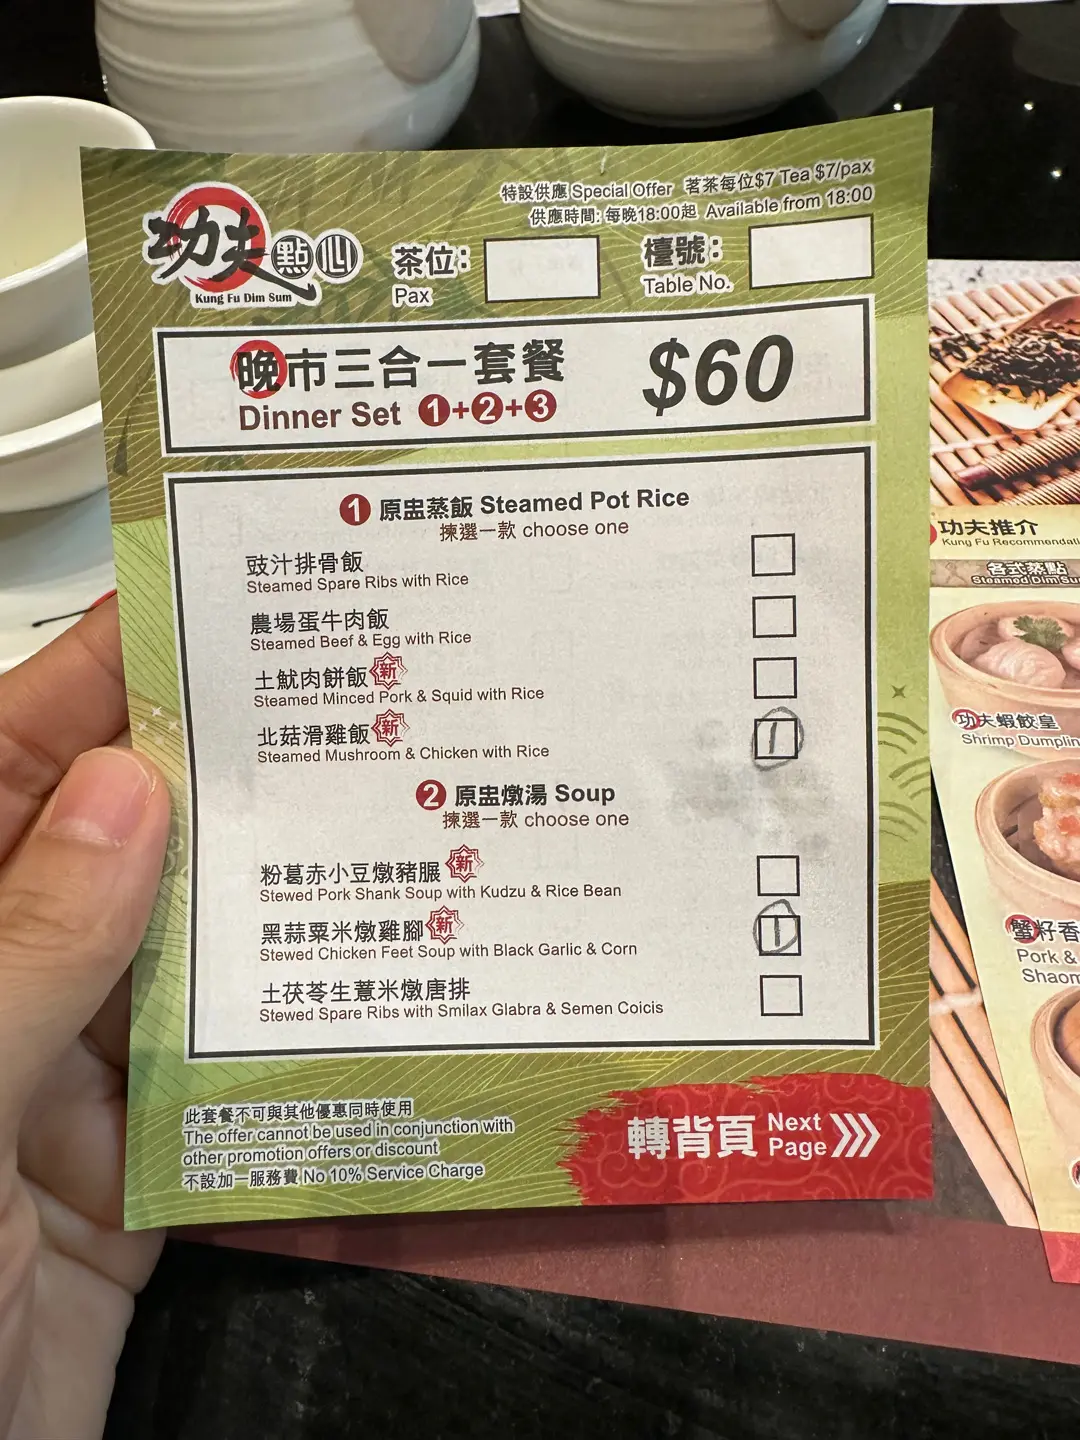 特設供應 Special Offer 茗茶每位$7 Tea $7/pax
供應時間: 每晚18:00起 Available from 18:00
功夫點心
Kung Fu Dim Sum
茶位:
Pax
檯號:
Table No.
晚市三合一套餐 $60
Dinner Set 1+2+3
1 原盅蒸飯 Steamed Pot Rice
揀選一款 choose one
豉汁排骨飯
Steamed Spare Ribs with Rice
農場蛋牛肉飯
Steamed Beef & Egg with Rice
土魷肉餅飯 新
Steamed Minced Pork & Squid with Rice
北菇滑雞飯 新
Steamed Mushroom & Chicken with Rice
1
2 原盅燉湯 Soup
揀選一款 choose one
粉葛赤小豆燉豬𦟌 新
Stewed Pork Shank Soup with Kudzu & Rice Bean
黑蒜粟米燉雞腳 新
Stewed Chicken Feet Soup with Black Garlic & Corn
1
土茯苓生薏米燉唐排
Stewed Spare Ribs with Smilax Glabra & Semen Coicis
此套餐不可與其他優惠同時使用
The offer cannot be used in conjunction with
other promotion offers or discount
不設加一服務費 No 10% Service Charge
轉背頁 Next Page
功夫推介
Kung Fu Recommendati
各式蒸點
Steamed Dim Su
功夫蝦餃皇
Shrimp Dumplin
蟹籽香
Pork &
Shaom